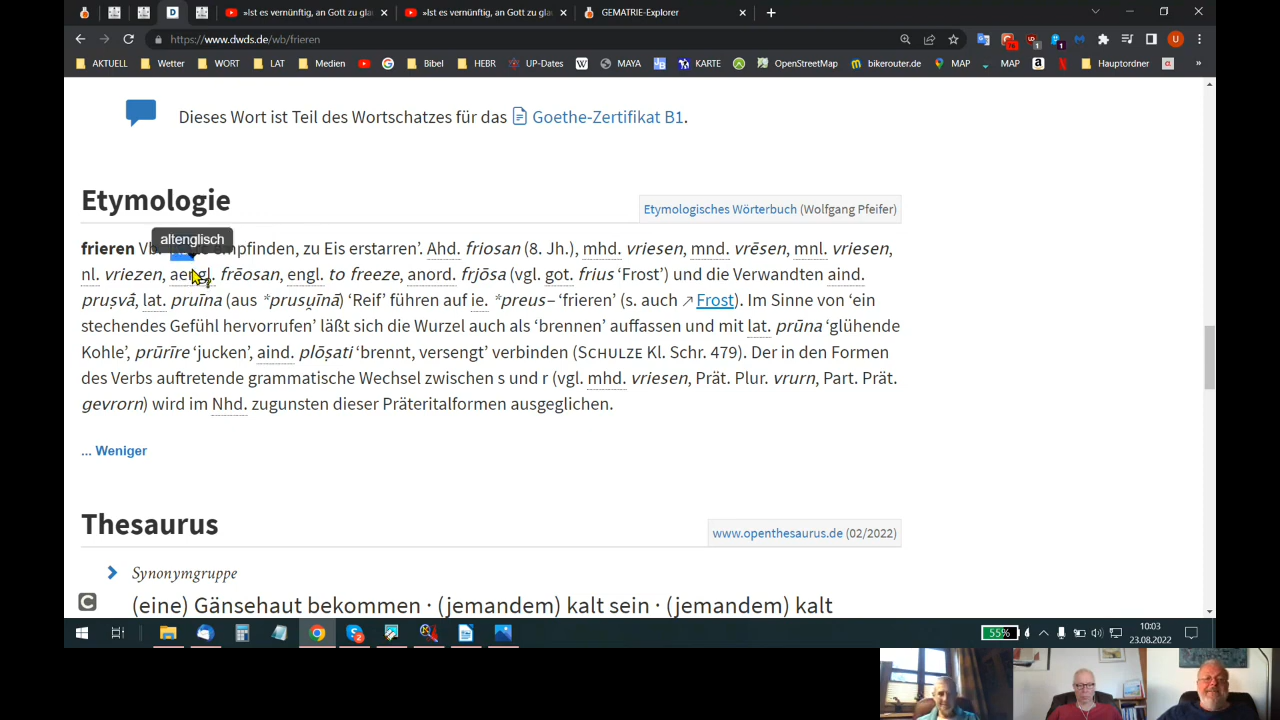 »Ist es vernünftig, an Gott zu gla
»Ist es vernünftig, an Gott zu gla
GEMATRIE-Explorer
https://www.dwds.de/wb/frieren
AKTUELL
Wetter
WORT
LAT
Medien
Bibel
HEBR
UP-Dates
MAYA
KARTE
OpenStreetMap
bikerouter.de
MAP
MAP
Hauptordner
Dieses Wort ist Teil des Wortschatzes für das Goethe-Zertifikat B1.
Etymologie
Etymologisches Wörterbuch (Wolfgang Pfeifer)
altenglisch
frieren Vb. empfinden, zu Eis erstarren’. Ahd. friosan (8. Jh.), mhd. vriesen, mnd. vrēsen, mnl. vriesen,
nl. vriezen, aengl. frēosan, engl. to freeze, anord. frjōsa (vgl. got. frius ‘Frost’) und die Verwandten aind.
pruṣvā́, lat. pruīna (aus *prusu̯īnā) ‘Reif’ führen auf ie. *preus– ‘frieren’ (s. auch ↗ Frost). Im Sinne von ‘ein
stechendes Gefühl hervorrufen’ läßt sich die Wurzel auch als ‘brennen’ auffassen und mit lat. prūna ‘glühende
Kohle’, prūrīre ‘jucken’, aind. plōṣati ‘brennt, versengt’ verbinden (SCHULZE Kl. Schr. 479). Der in den Formen
des Verbs auftretende grammatische Wechsel zwischen s und r (vgl. mhd. vriesen, Prät. Plur. vrurn, Part. Prät.
gevrorn) wird im Nhd. zugunsten dieser Präteritalformen ausgeglichen.
... Weniger
Thesaurus
www.openthesaurus.de (02/2022)
Synonymgruppe
(eine) Gänsehaut bekommen · (jemandem) kalt sein · (jemandem) kalt
55%
10:03
23.08.2022